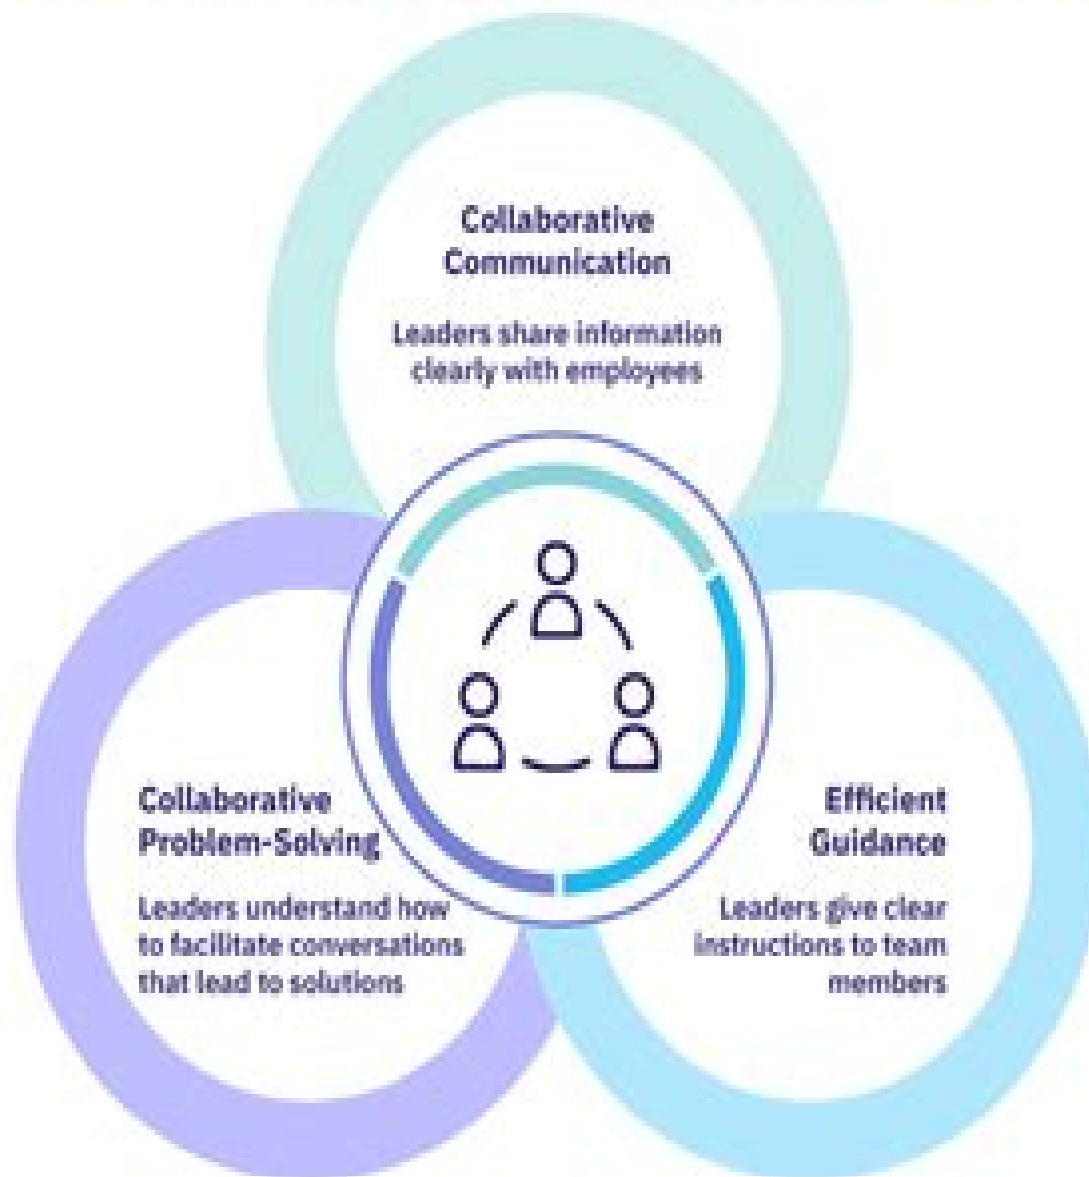 Collaborative
Communication
Leaders share information
clearly with employees
Collaborative
Problem-Solving
Leaders understand how
to facilitate conversations
that lead to solutions
Efficient
Guidance
Leaders give clear
instructions to team
members